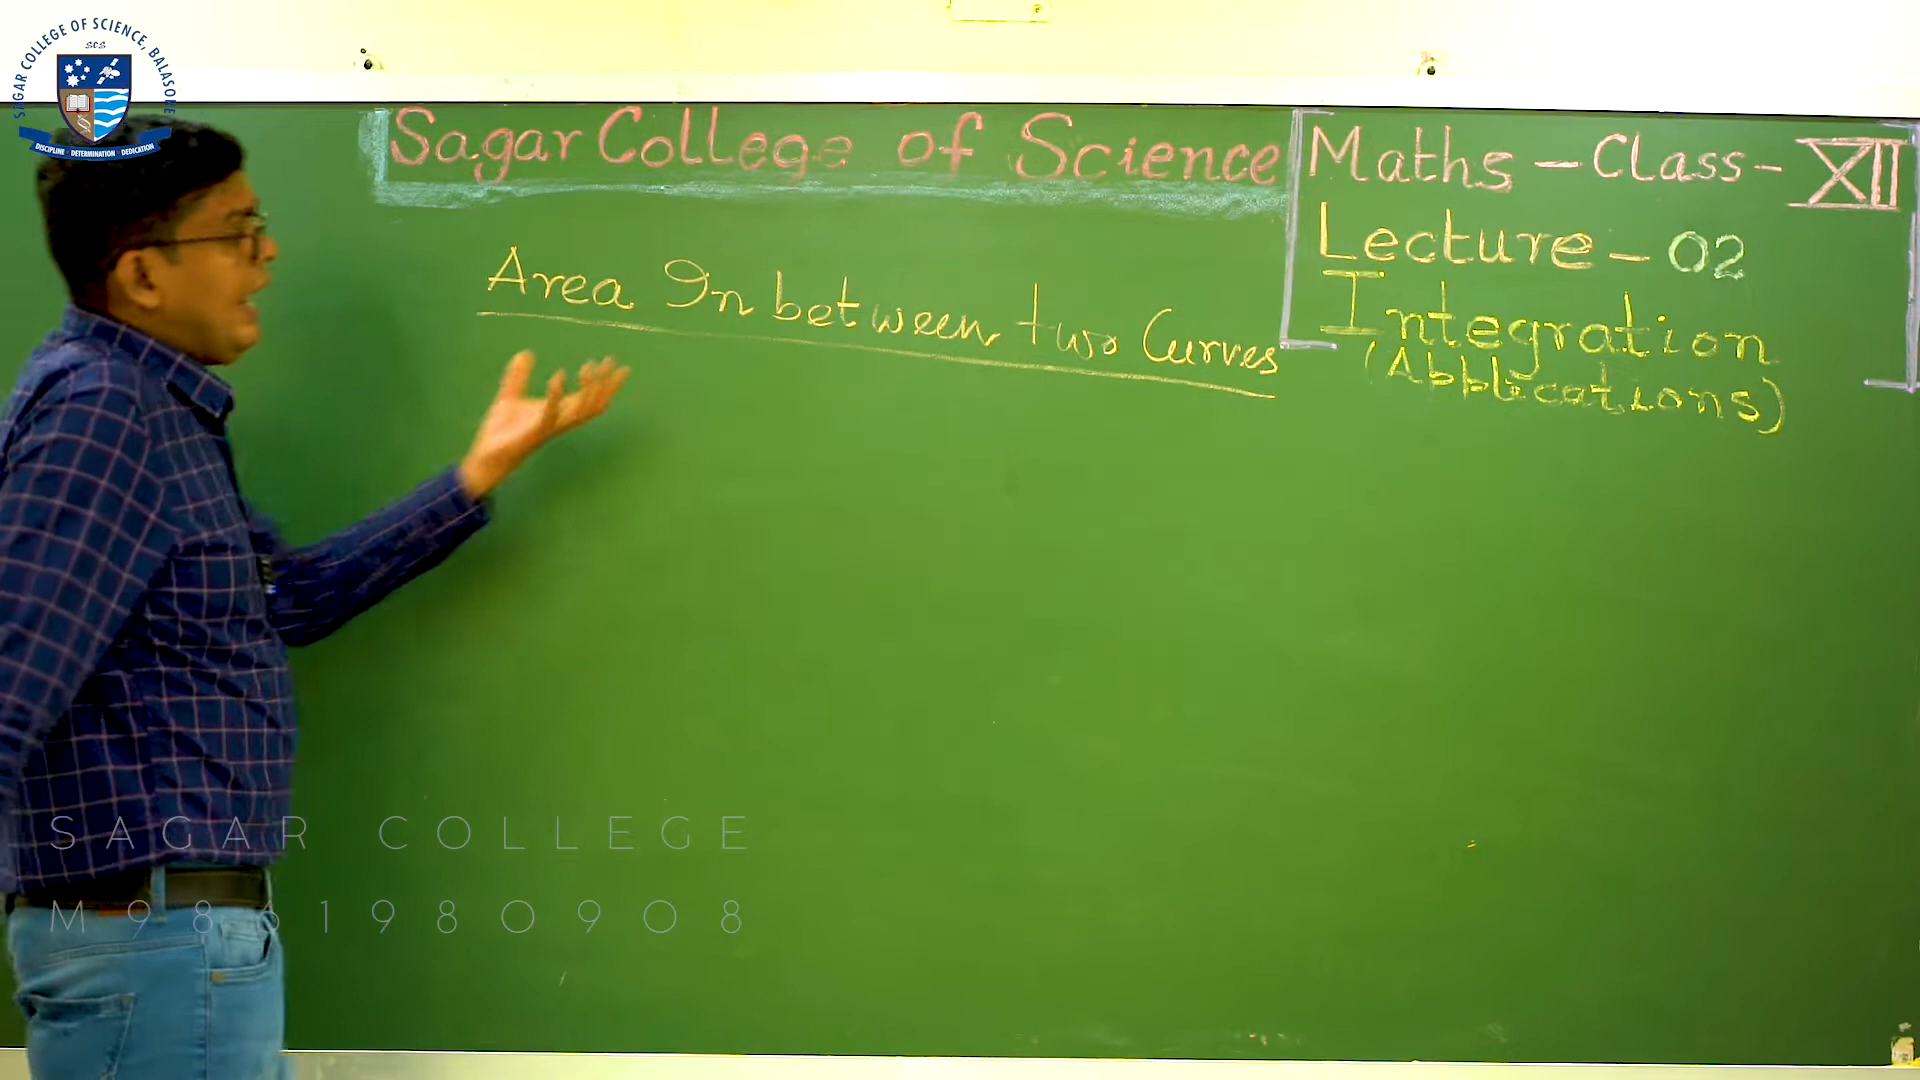 SAGAR COLLEGE OF SCIENCE, BALASORE
SCS
DISCIPLINE DETERMINATION DEDICATION
Sagar College of Science
Maths - Class - XII
Lecture - 02
Integration
(Applications)
Area In between two Curves
SAGAR COLLEGE
M 9861980908